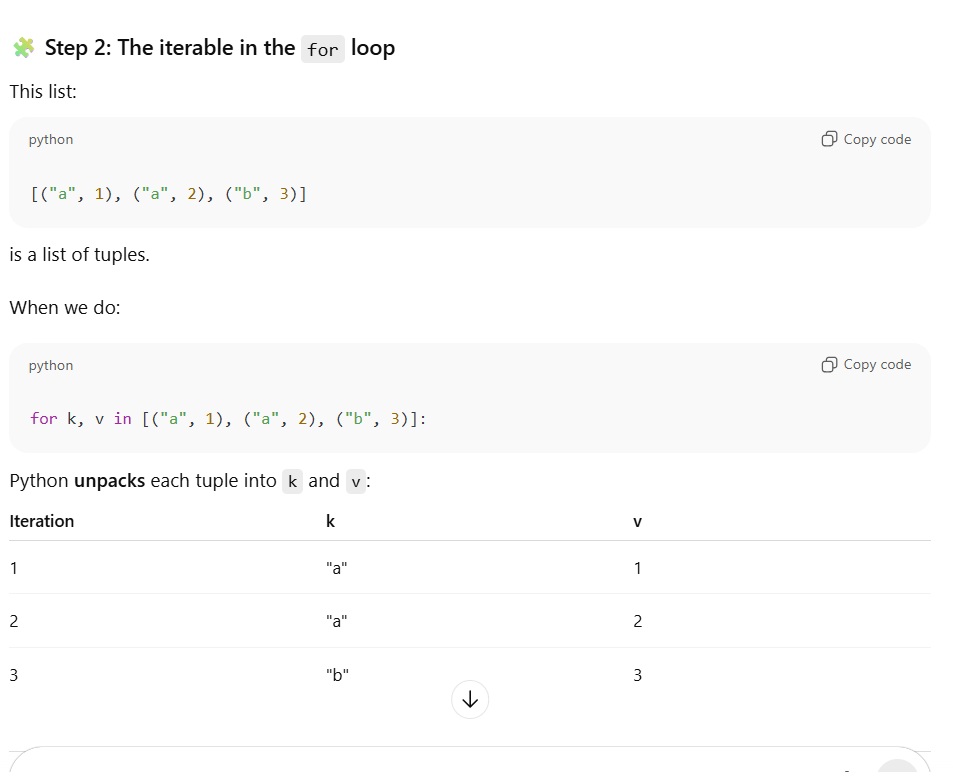 🧩 Step 2: The iterable in the for loop
This list:
python
Copy code
[("a", 1), ("a", 2), ("b", 3)]
is a list of tuples.
When we do:
python
Copy code
for k, v in [("a", 1), ("a", 2), ("b", 3)]:
Python unpacks each tuple into k and v:
Iteration k v
1 "a" 1
2 "a" 2
3 "b" 3